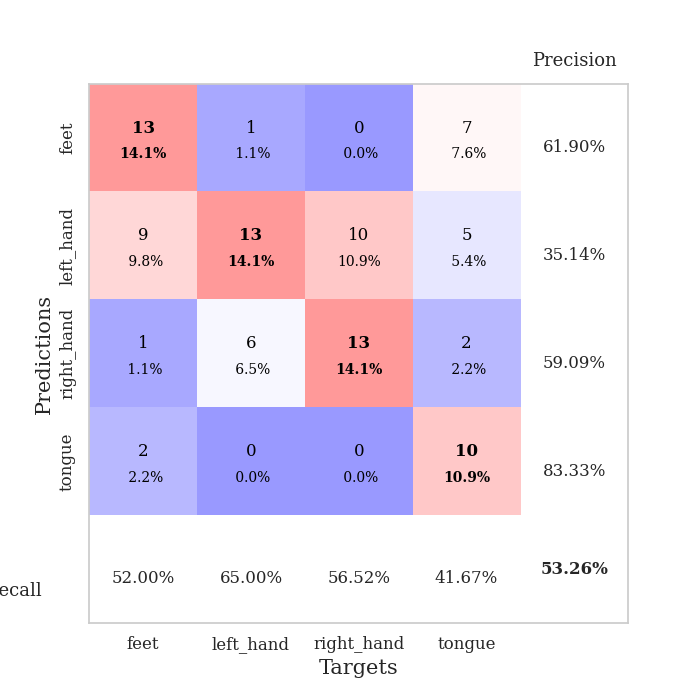 Precision
feet
13 1 0 7
14.1% 1.1% 0.0% 7.6%
61.90%
left_hand
9 13 10 5
9.8% 14.1% 10.9% 5.4%
35.14%
Predictions
right_hand
1 6 13 2
1.1% 6.5% 14.1% 2.2%
59.09%
tongue
2 0 0 10
2.2% 0.0% 0.0% 10.9%
83.33%
ecall
52.00% 65.00% 56.52% 41.67% 53.26%
feet left_hand right_hand tongue
Targets